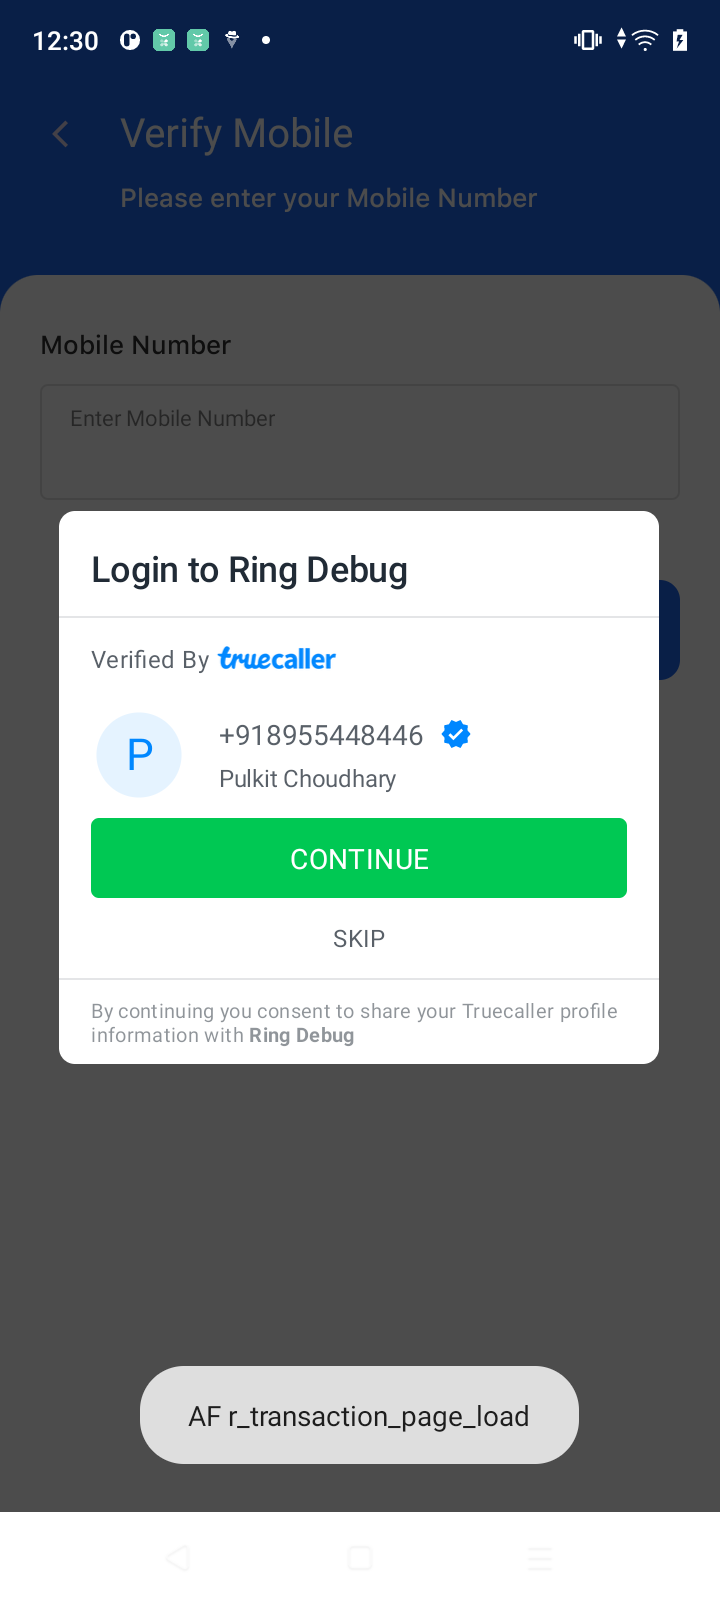 12:30
Verify Mobile
Please enter your Mobile Number
Mobile Number
Enter Mobile Number
Login to Ring Debug
Verified By truecaller
P
+918955448446
Pulkit Choudhary
CONTINUE
SKIP
By continuing you consent to share your Truecaller profile
information with Ring Debug
AF r_transaction_page_load